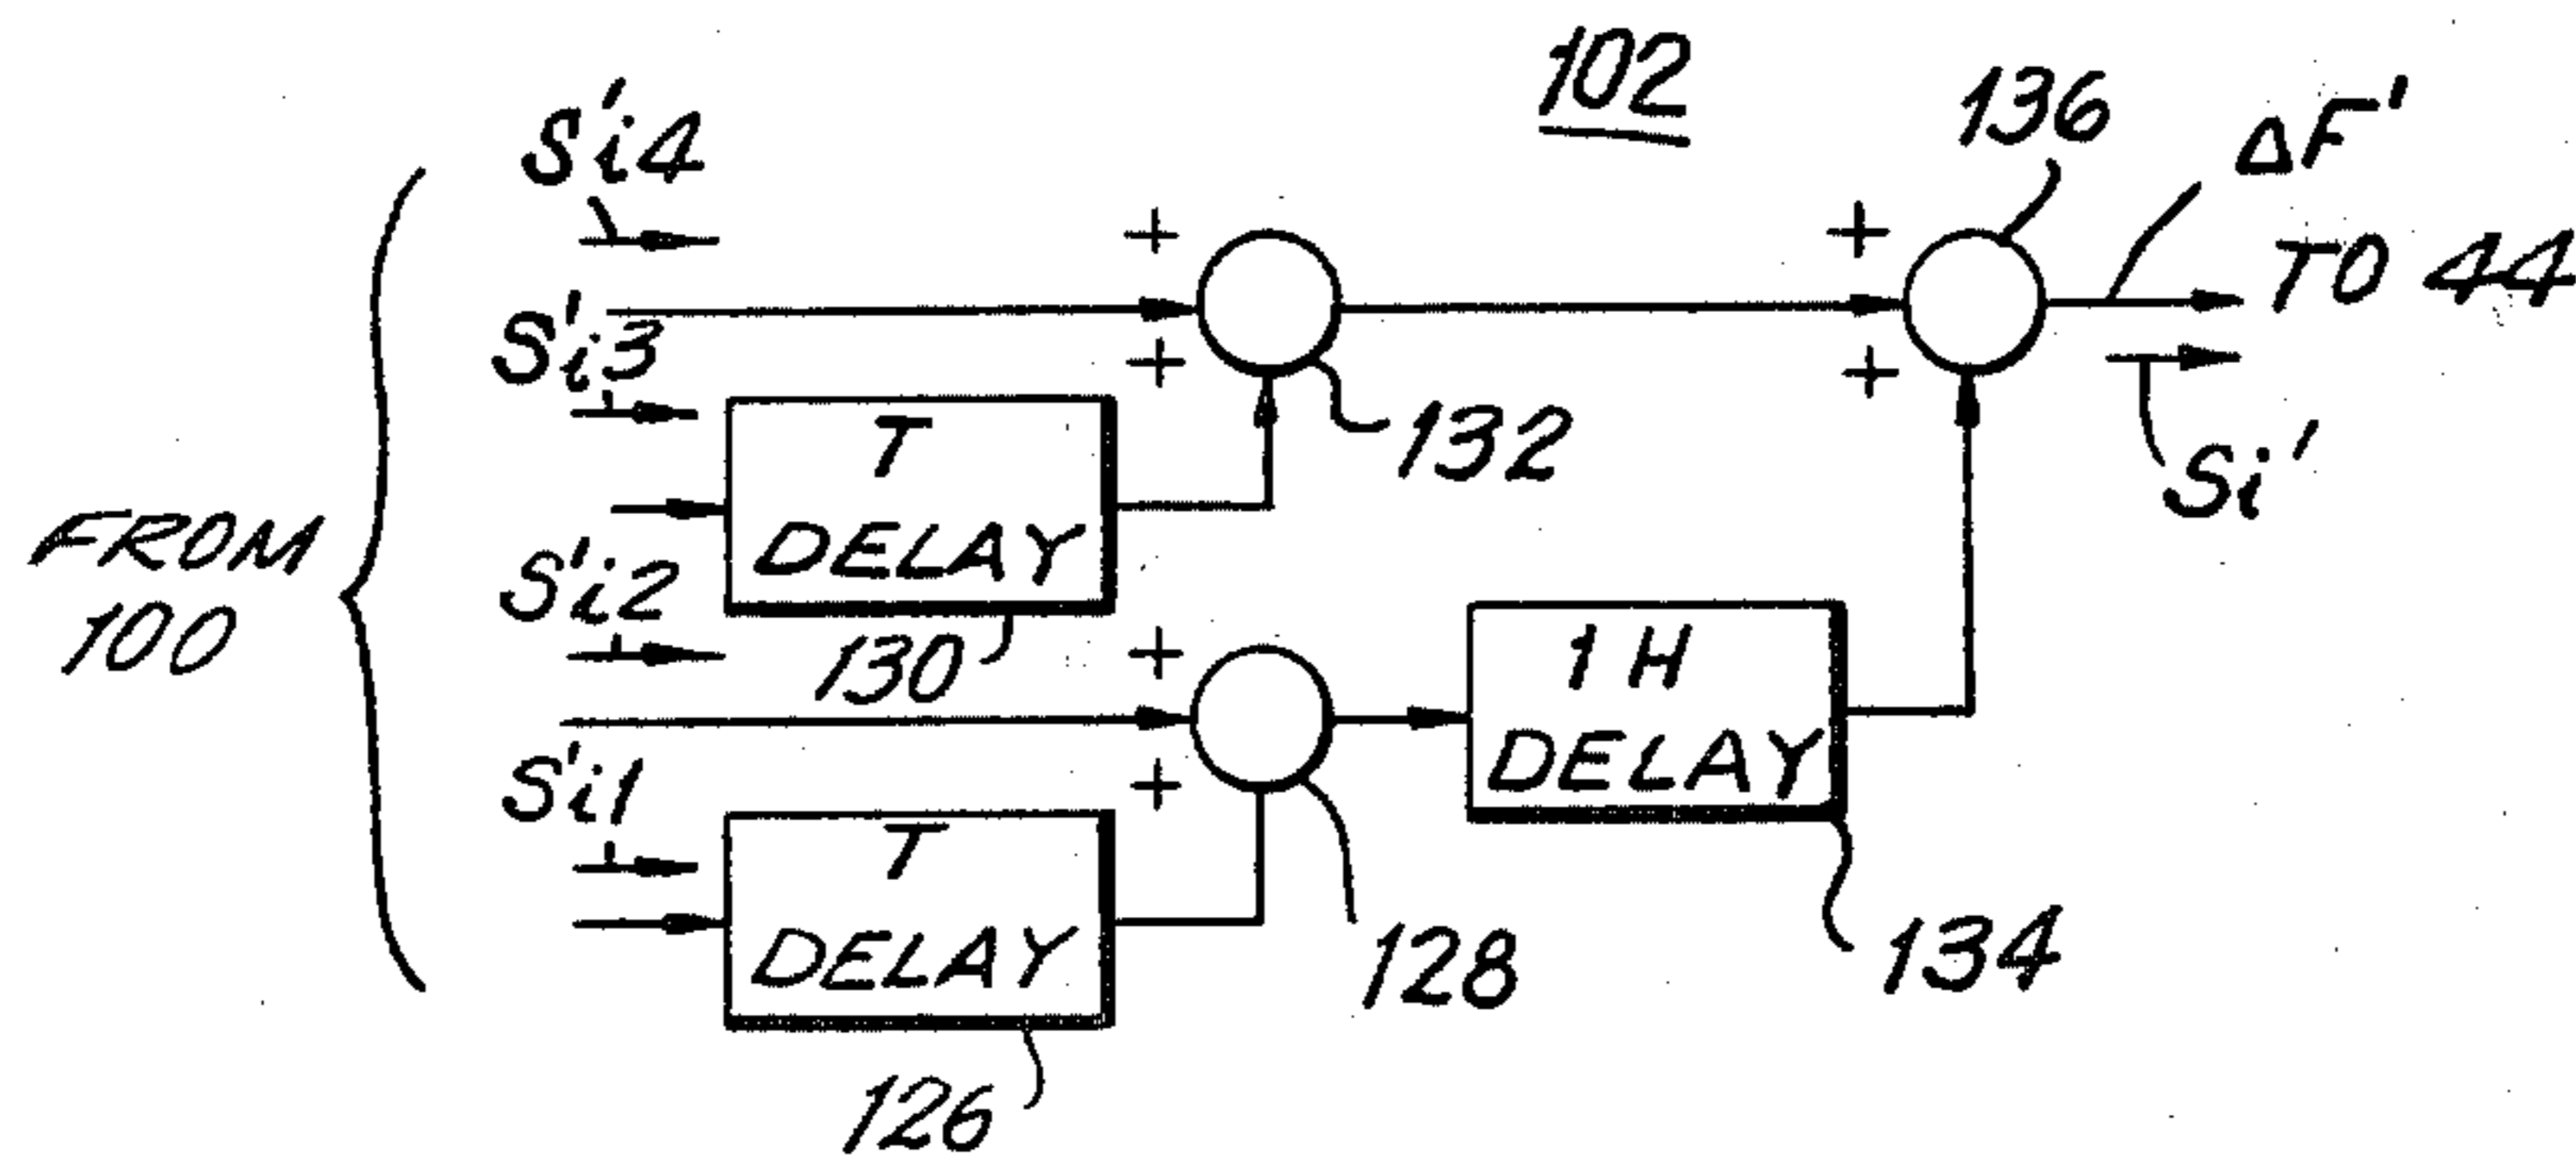 102
136
S'i4
ΔF'
+
+
TO 44
S'i3
+
+
132
Si'
T
DELAY
FROM
100
S'i2
130
+
1 H
DELAY
S'i1
+
T
DELAY
128
134
126